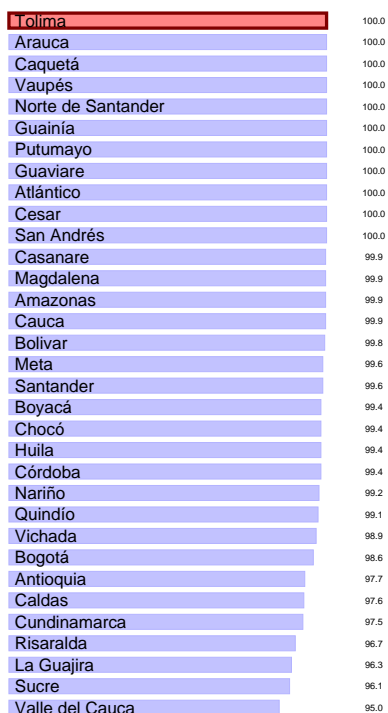 Tolima 100.0
Arauca 100.0
Caquetá 100.0
Vaupés 100.0
Norte de Santander 100.0
Guainía 100.0
Putumayo 100.0
Guaviare 100.0
Atlántico 100.0
Cesar 100.0
San Andrés 100.0
Casanare 99.9
Magdalena 99.9
Amazonas 99.9
Cauca 99.9
Bolivar 99.8
Meta 99.6
Santander 99.6
Boyacá 99.4
Chocó 99.4
Huila 99.4
Córdoba 99.4
Nariño 99.2
Quindío 99.1
Vichada 98.9
Bogotá 98.6
Antioquia 97.7
Caldas 97.6
Cundinamarca 97.5
Risaralda 96.7
La Guajira 96.3
Sucre 96.1
Valle del Cauca 95.0